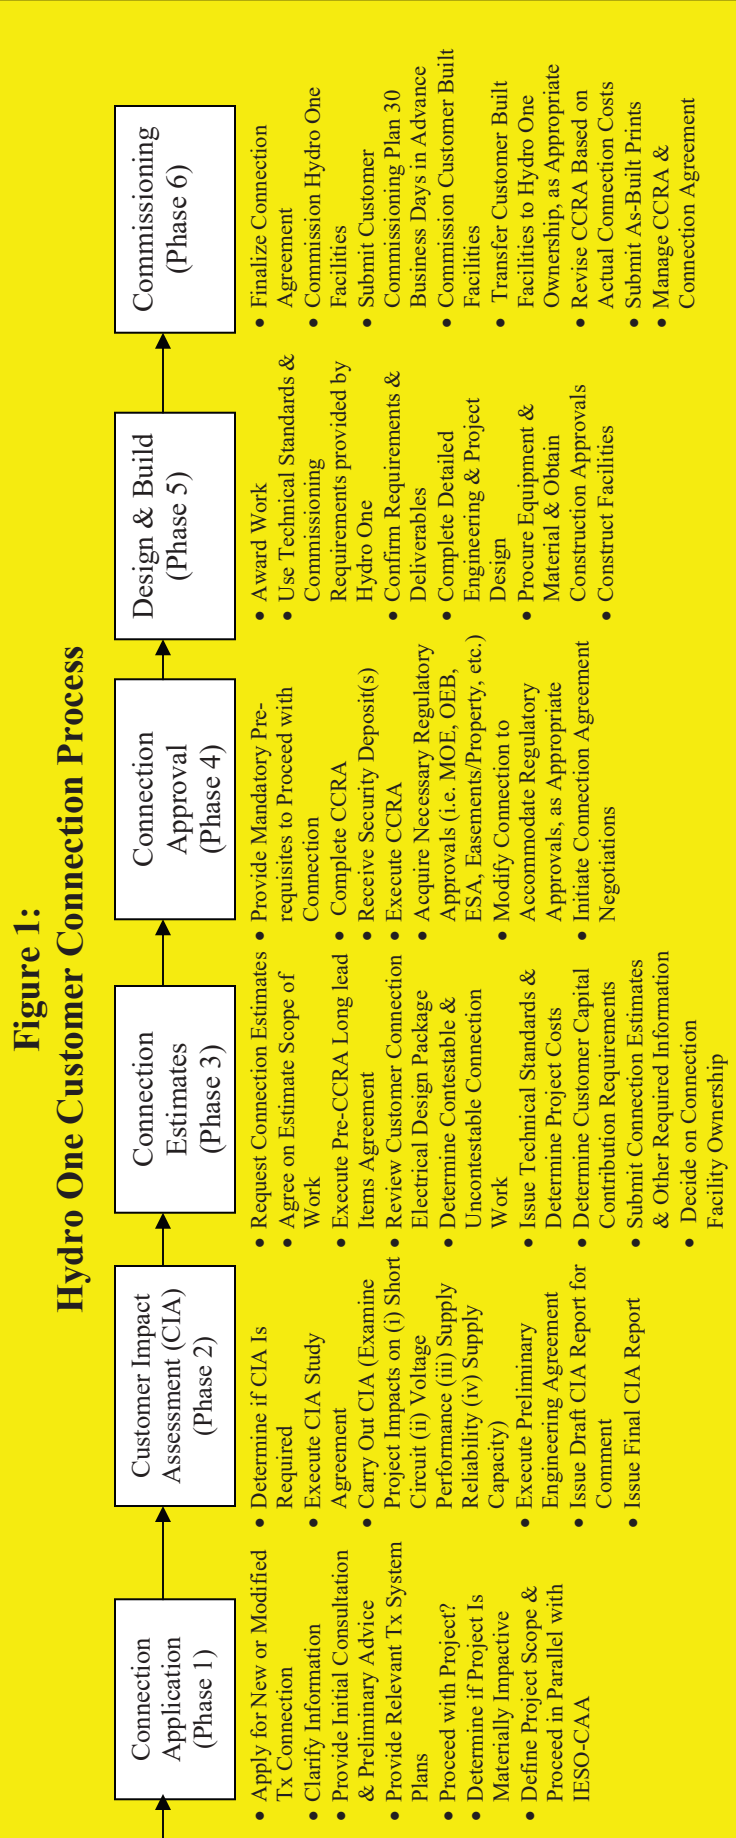 Figure 1:
Hydro One Customer Connection Process
Connection
Application
(Phase 1)
• Apply for New or Modified
Tx Connection
• Clarify Information
• Provide Initial Consultation
& Preliminary Advice
• Provide Relevant Tx System
Plans
• Proceed with Project?
• Determine if Project Is
Materially Impactive
• Define Project Scope &
Proceed in Parallel with
IESO-CAA
Customer Impact
Assessment (CIA)
(Phase 2)
• Determine if CIA Is
Required
• Execute CIA Study
Agreement
• Carry Out CIA (Examine
Project Impacts on (i) Short
Circuit (ii) Voltage
Performance (iii) Supply
Reliability (iv) Supply
Capacity)
• Execute Preliminary
Engineering Agreement
• Issue Draft CIA Report for
Comment
• Issue Final CIA Report
Connection
Estimates
(Phase 3)
• Request Connection Estimates
• Agree on Estimate Scope of
Work
• Execute Pre-CCRA Long lead
Items Agreement
• Review Customer Connection
Electrical Design Package
• Determine Contestable &
Uncontestable Connection
Work
• Issue Technical Standards &
Determine Project Costs
• Determine Customer Capital
Contribution Requirements
• Submit Connection Estimates
& Other Required Information
• Decide on Connection
Facility Ownership
Connection
Approval
(Phase 4)
• Provide Mandatory Pre-
requisites to Proceed with
Connection
• Complete CCRA
• Receive Security Deposit(s)
• Execute CCRA
• Acquire Necessary Regulatory
Approvals (i.e. MOE, OEB,
ESA, Easements/Property, etc.)
• Modify Connection to
Accommodate Regulatory
Approvals, as Appropriate
• Initiate Connection Agreement
Negotiations
Design & Build
(Phase 5)
• Award Work
• Use Technical Standards &
Commissioning
Requirements provided by
Hydro One
• Confirm Requirements &
Deliverables
• Complete Detailed
Engineering & Project
Design
• Procure Equipment &
Material & Obtain
Construction Approvals
• Construct Facilities
Commissioning
(Phase 6)
• Finalize Connection
Agreement
• Commission Hydro One
Facilities
• Submit Customer
Commissioning Plan 30
Business Days in Advance
• Commission Customer Built
Facilities
• Transfer Customer Built
Facilities to Hydro One
Ownership, as Appropriate
• Revise CCRA Based on
Actual Connection Costs
• Submit As-Built Prints
• Manage CCRA &
Connection Agreement